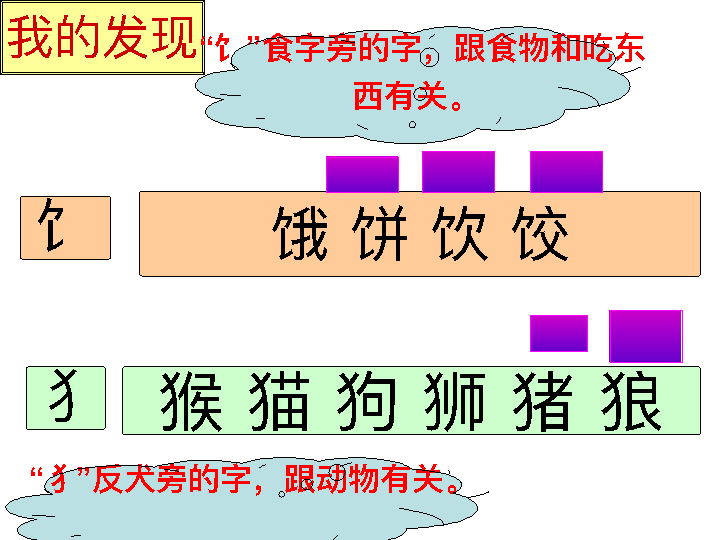 我的发现
“饣”食字旁的字，跟食物和吃东
西有关。
饣
饿 饼 饮 饺
犭
猴 猫 狗 狮 猪 狼
“犭”反犬旁的字，跟动物有关。